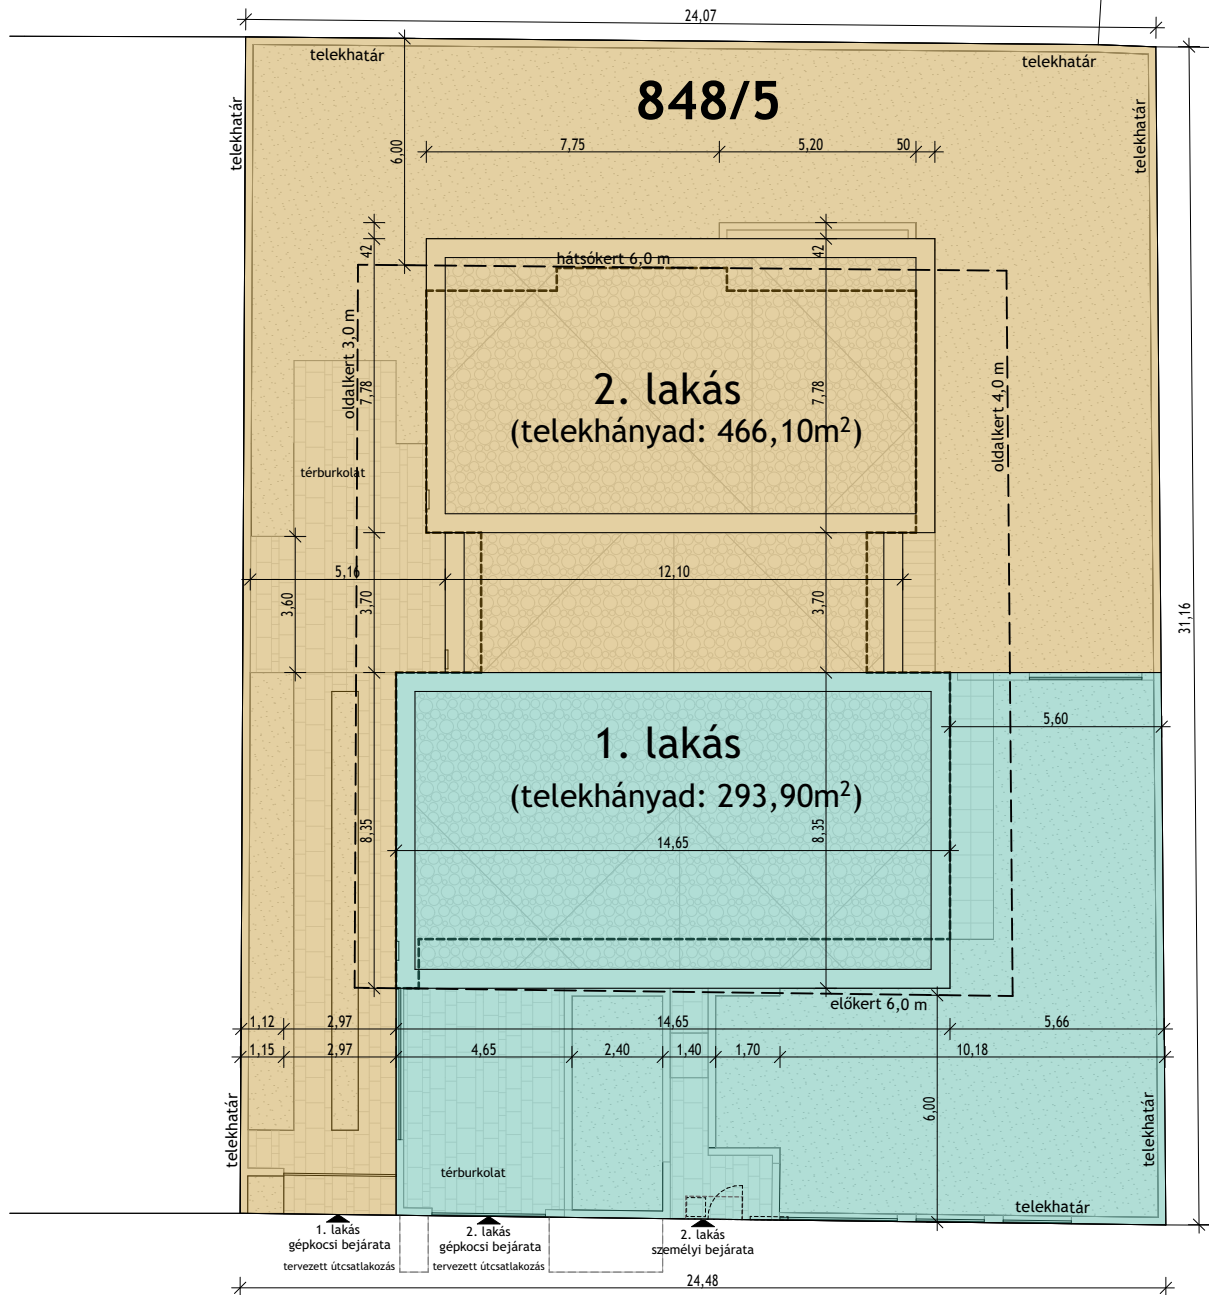 24,07
telekhatár
telekhatár
telekhatár
telekhatár
848/5
6,00
7,75
5,20
50
42
42
hátsókert 6,0 m
oldalkert 3,0 m
oldalkert 4,0 m
7,78
7,78
2. lakás
(telekhányad: 466,10m²)
térburkolat
5,16
12,10
3,60
3,70
3,70
31,16
5,60
1. lakás
(telekhányad: 293,90m²)
8,35
8,35
14,65
előkert 6,0 m
1,12
2,97
14,65
5,66
1,15
2,97
4,65
2,40
1,40
1,70
10,18
6,00
telekhatár
telekhatár
térburkolat
telekhatár
1. lakás
gépkocsi bejárata
2. lakás
gépkocsi bejárata
2. lakás
személyi bejárata
tervezett útcsatlakozás
tervezett útcsatlakozás
24,48